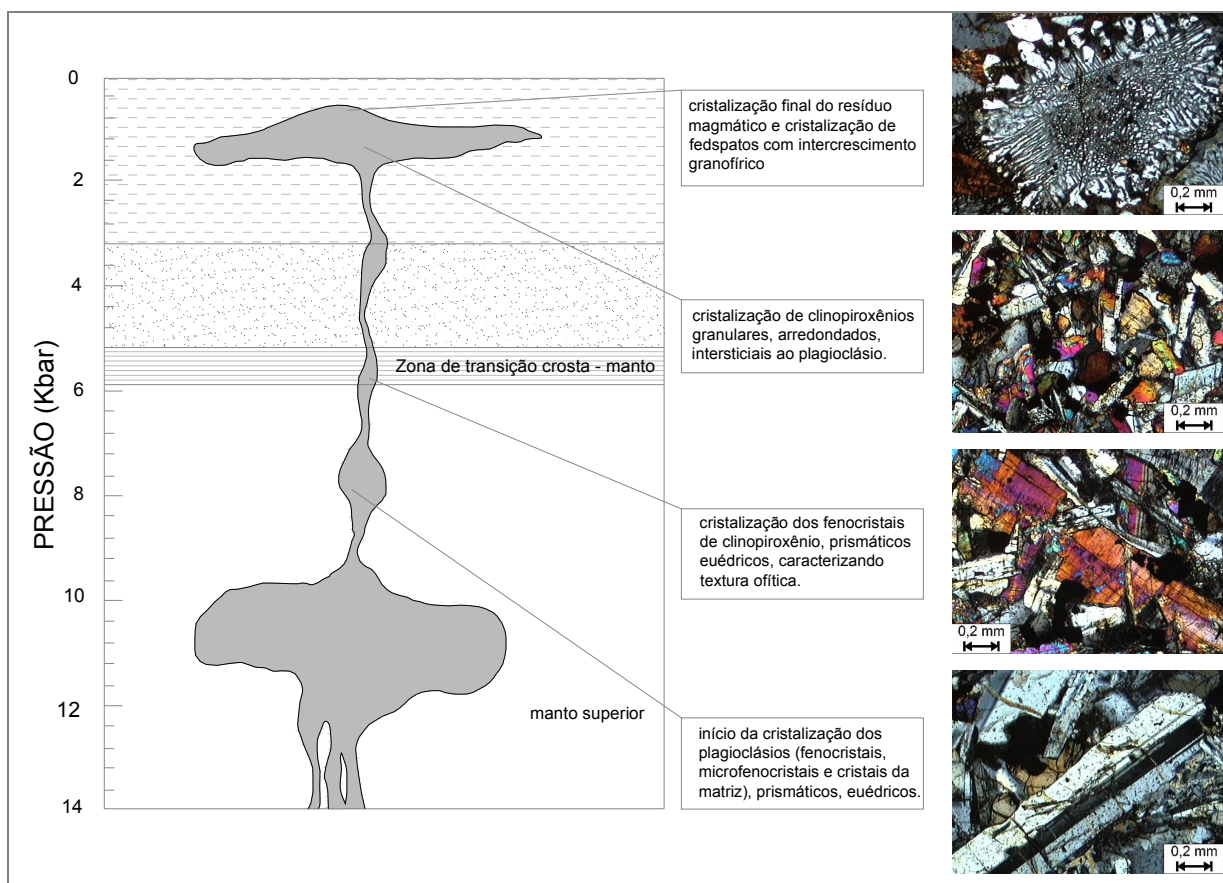 PRESSÃO (Kbar)
0
2
4
6
8
10
12
14
Zona de transição crosta - manto
manto superior
cristalização final do resíduo
magmático e cristalização de
fedspatos com intercrescimento
granofírico
cristalização de clinopiroxênios
granulares, arredondados,
intersticiais ao plagioclásio.
cristalização dos fenocristais
de clinopiroxênio, prismáticos
euédricos, caracterizando
textura ofítica.
início da cristalização dos
plagioclásios (fenocristais,
microfenocristais e cristais da
matriz), prismáticos, euédricos.
0,2 mm
0,2 mm
0,2 mm
0,2 mm